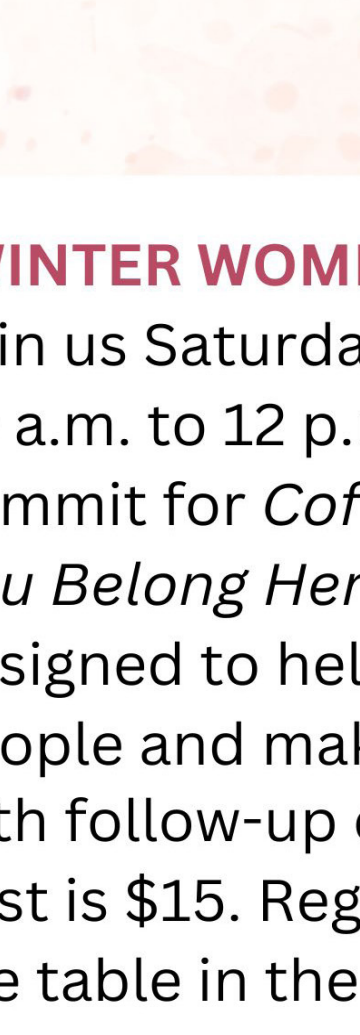 WINTER WOM
in us Saturda
a.m. to 12 p.
mmit for Cof
u Belong Her
signed to hel
ople and mak
th follow-up
st is $15. Reg
e table in the